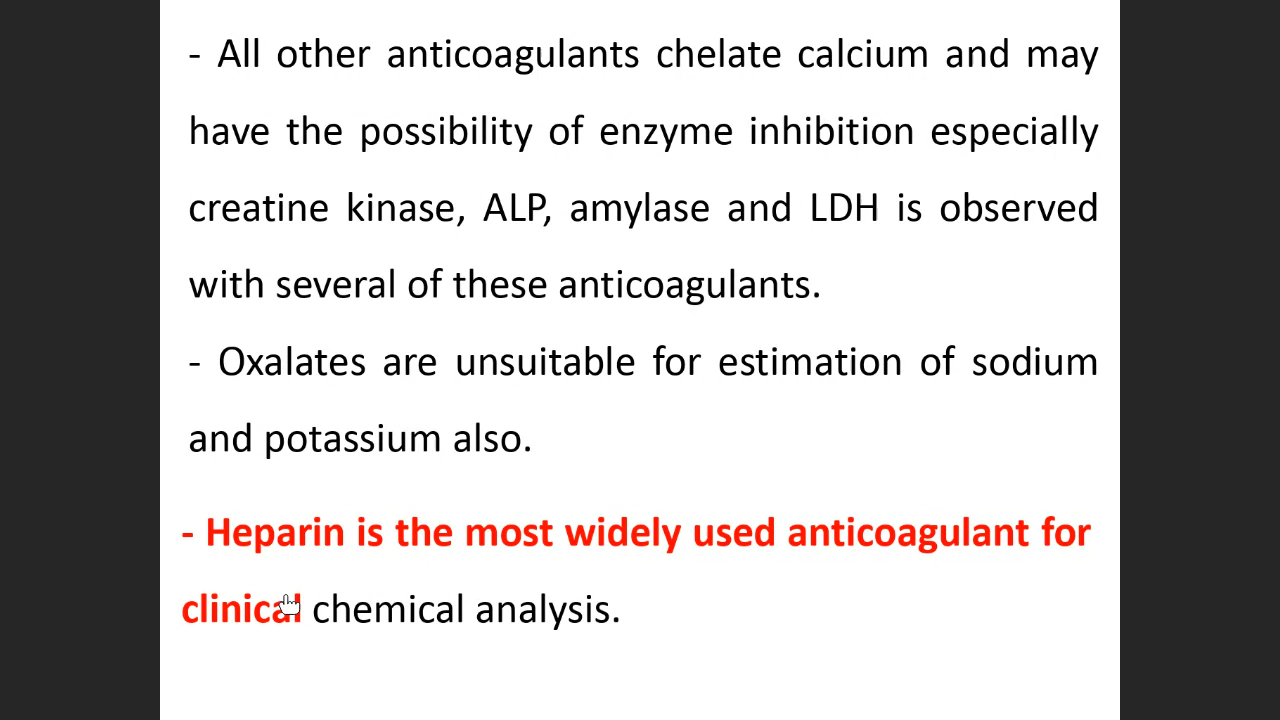 - All other anticoagulants chelate calcium and may
have the possibility of enzyme inhibition especially
creatine kinase, ALP, amylase and LDH is observed
with several of these anticoagulants.
- Oxalates are unsuitable for estimation of sodium
and potassium also.
- Heparin is the most widely used anticoagulant for
clinical chemical analysis.